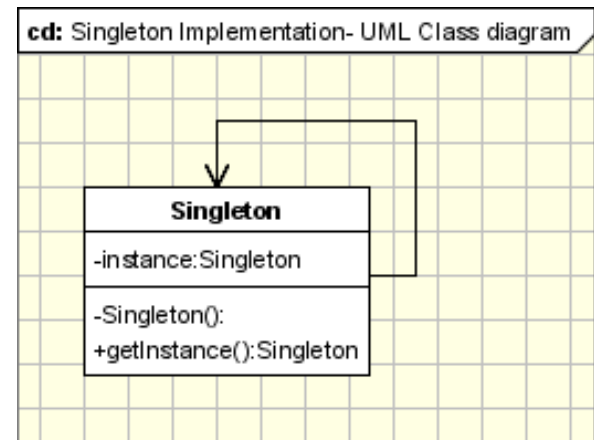 cd: Singleton Implementation- UML Class diagram
Singleton
-instance:Singleton
-Singleton():
+getInstance():Singleton